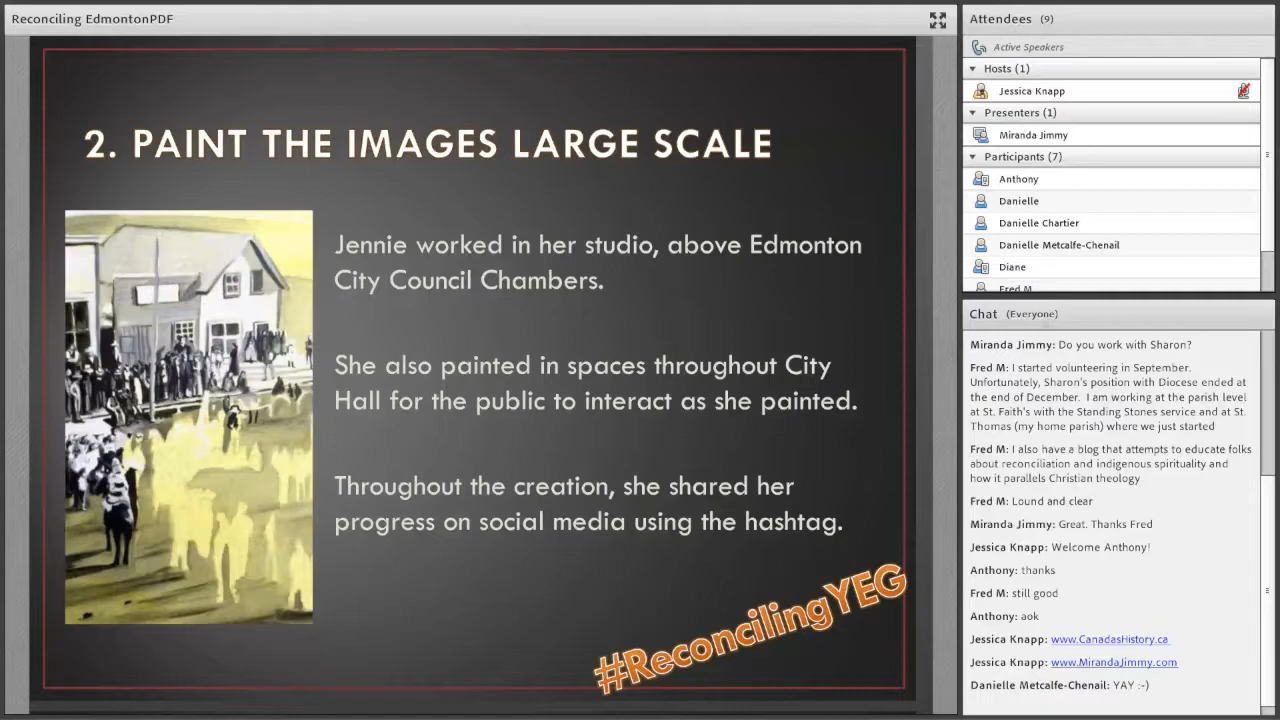 Reconciling EdmontonPDF
2. PAINT THE IMAGES LARGE SCALE
Jennie worked in her studio, above Edmonton
City Council Chambers.
She also painted in spaces throughout City
Hall for the public to interact as she painted.
Throughout the creation, she shared her
progress on social media using the hashtag.
#ReconcilingYEG
Attendees (9)
Active Speakers
Hosts (1)
Jessica Knapp
Presenters (1)
Miranda Jimmy
Participants (7)
Anthony
Danielle
Danielle Chartier
Danielle Metcalfe-Chenail
Diane
Fred M
Chat (Everyone)
Miranda Jimmy: Do you work with Sharon?
Fred M: I started volunteering in September.
Unfortunately, Sharon's position with Diocese ended at
the end of December. I am working at the parish level
at St. Faith's with the Standing Stones service and at St.
Thomas (my home parish) where we just started
Fred M: I also have a blog that attempts to educate folks
about reconciliation and indigenous spirituality and
how it parallels Christian theology
Fred M: Lound and clear
Miranda Jimmy: Great. Thanks Fred
Jessica Knapp: Welcome Anthony!
Anthony: thanks
Fred M: still good
Anthony: aok
Jessica Knapp: www.CanadasHistory.ca
Jessica Knapp: www.MirandaJimmy.com
Danielle Metcalfe-Chenail: YAY :-)